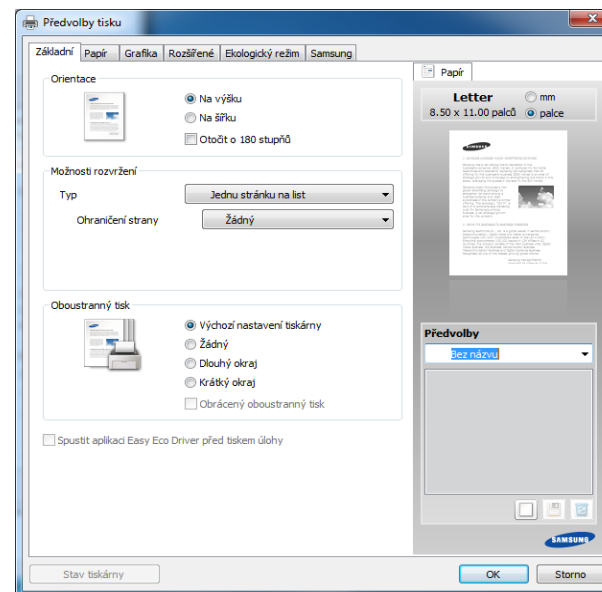 Předvolby tisku
Základní Papír Grafika Rozšířené Ekologický režim Samsung
Orientace
Na výšku
Na šířku
Otočit o 180 stupňů
Možnosti rozvržení
Typ Jednu stránku na list
Ohraničení strany Žádný
Oboustranný tisk
Výchozí nastavení tiskárny
Žádný
Dlouhý okraj
Krátký okraj
Obrácený oboustranný tisk
Spustit aplikaci Easy Eco Driver před tiskem úlohy
Stav tiskárny
Papír
Letter mm
8.50 x 11.00 palců palce
Předvolby
Bez názvu
SAMSUNG
OK Storno